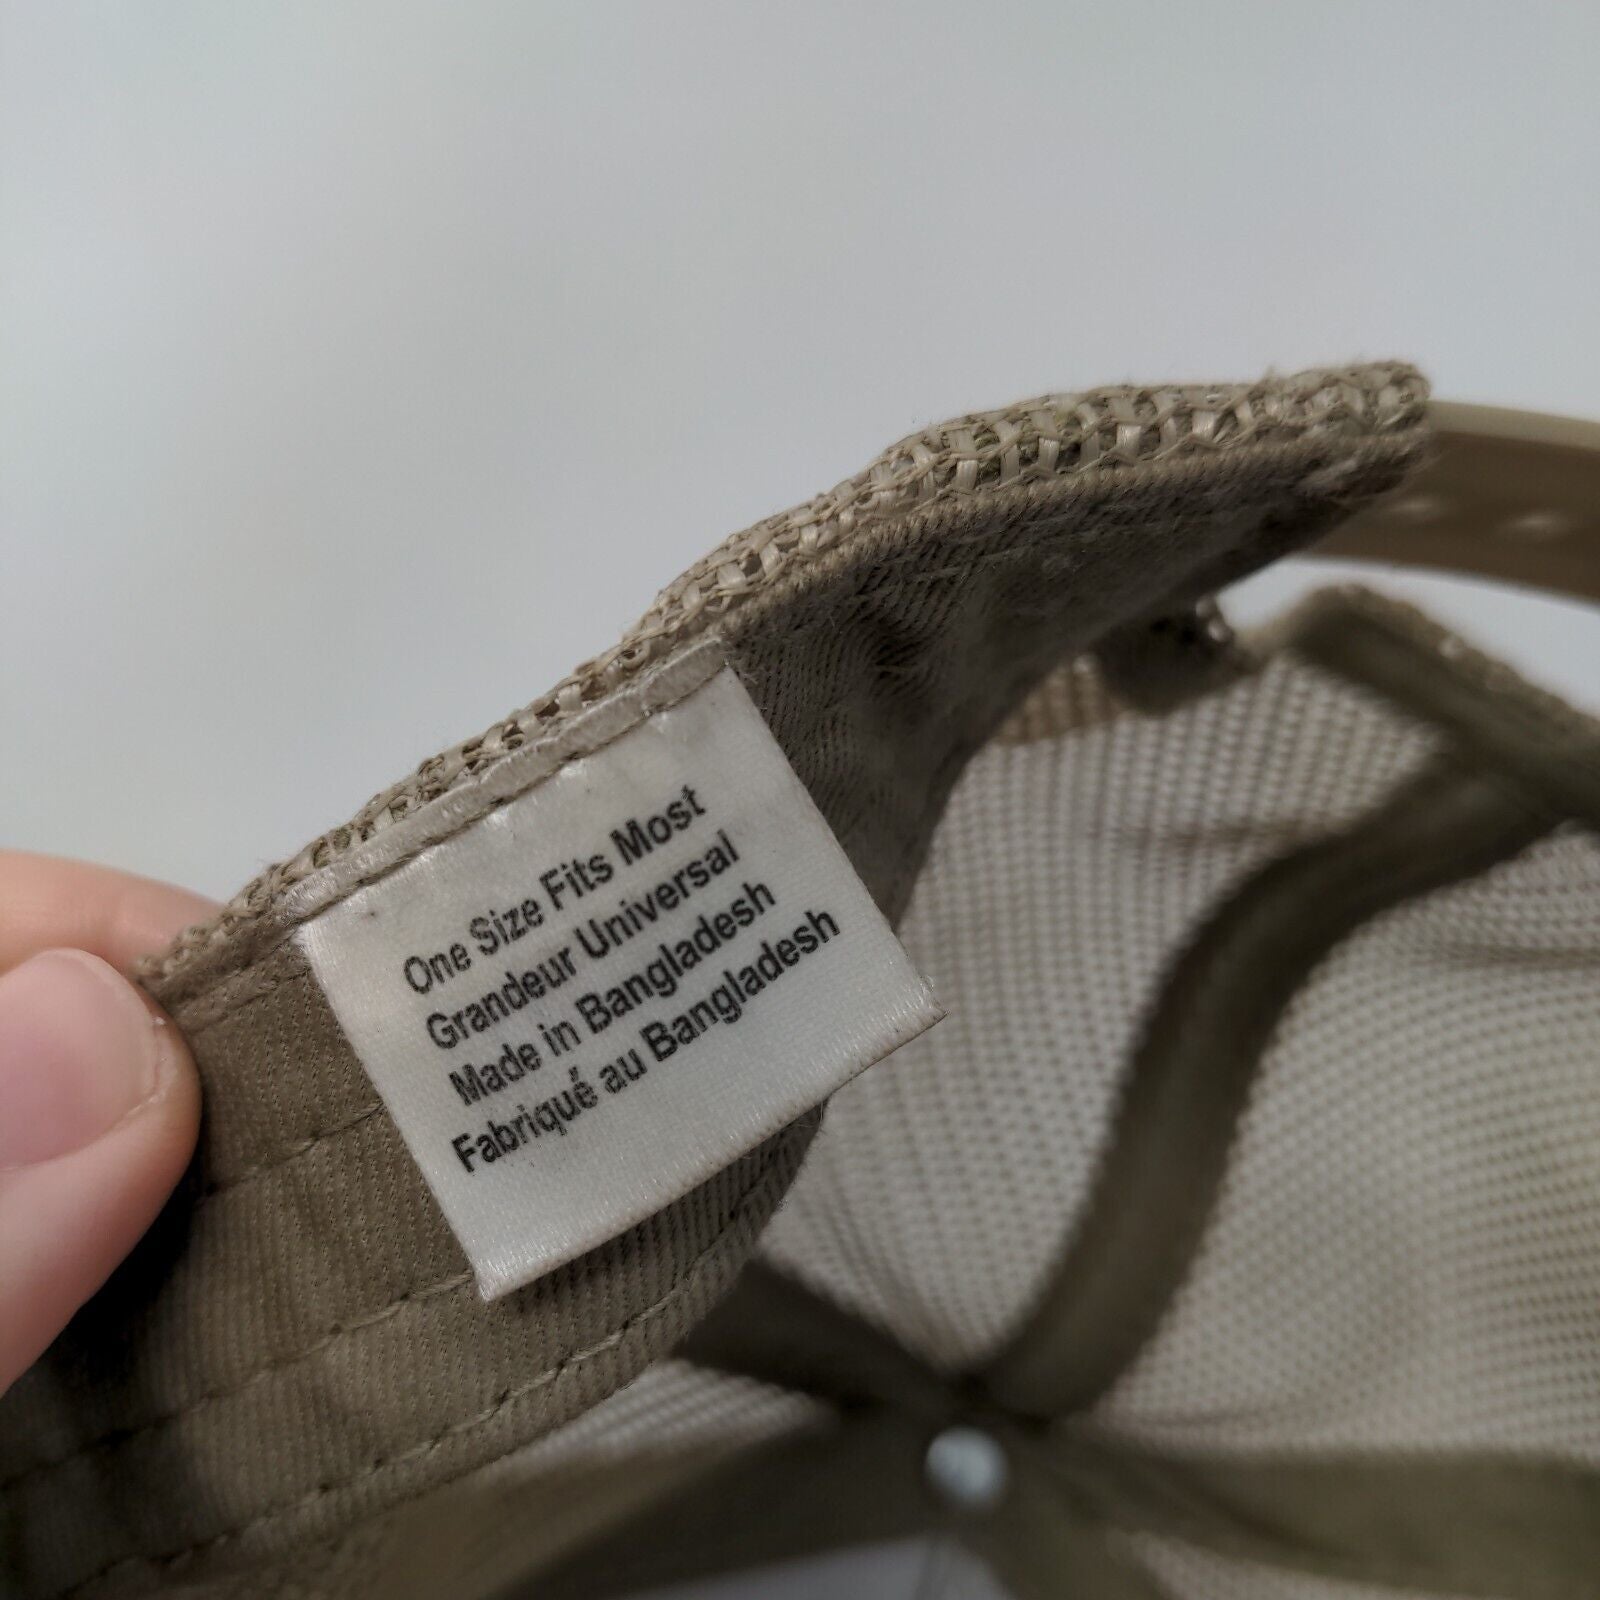 One Size Fits Most
Grandeur Universal
Made in Bangladesh
Fabriqué au Bangladesh